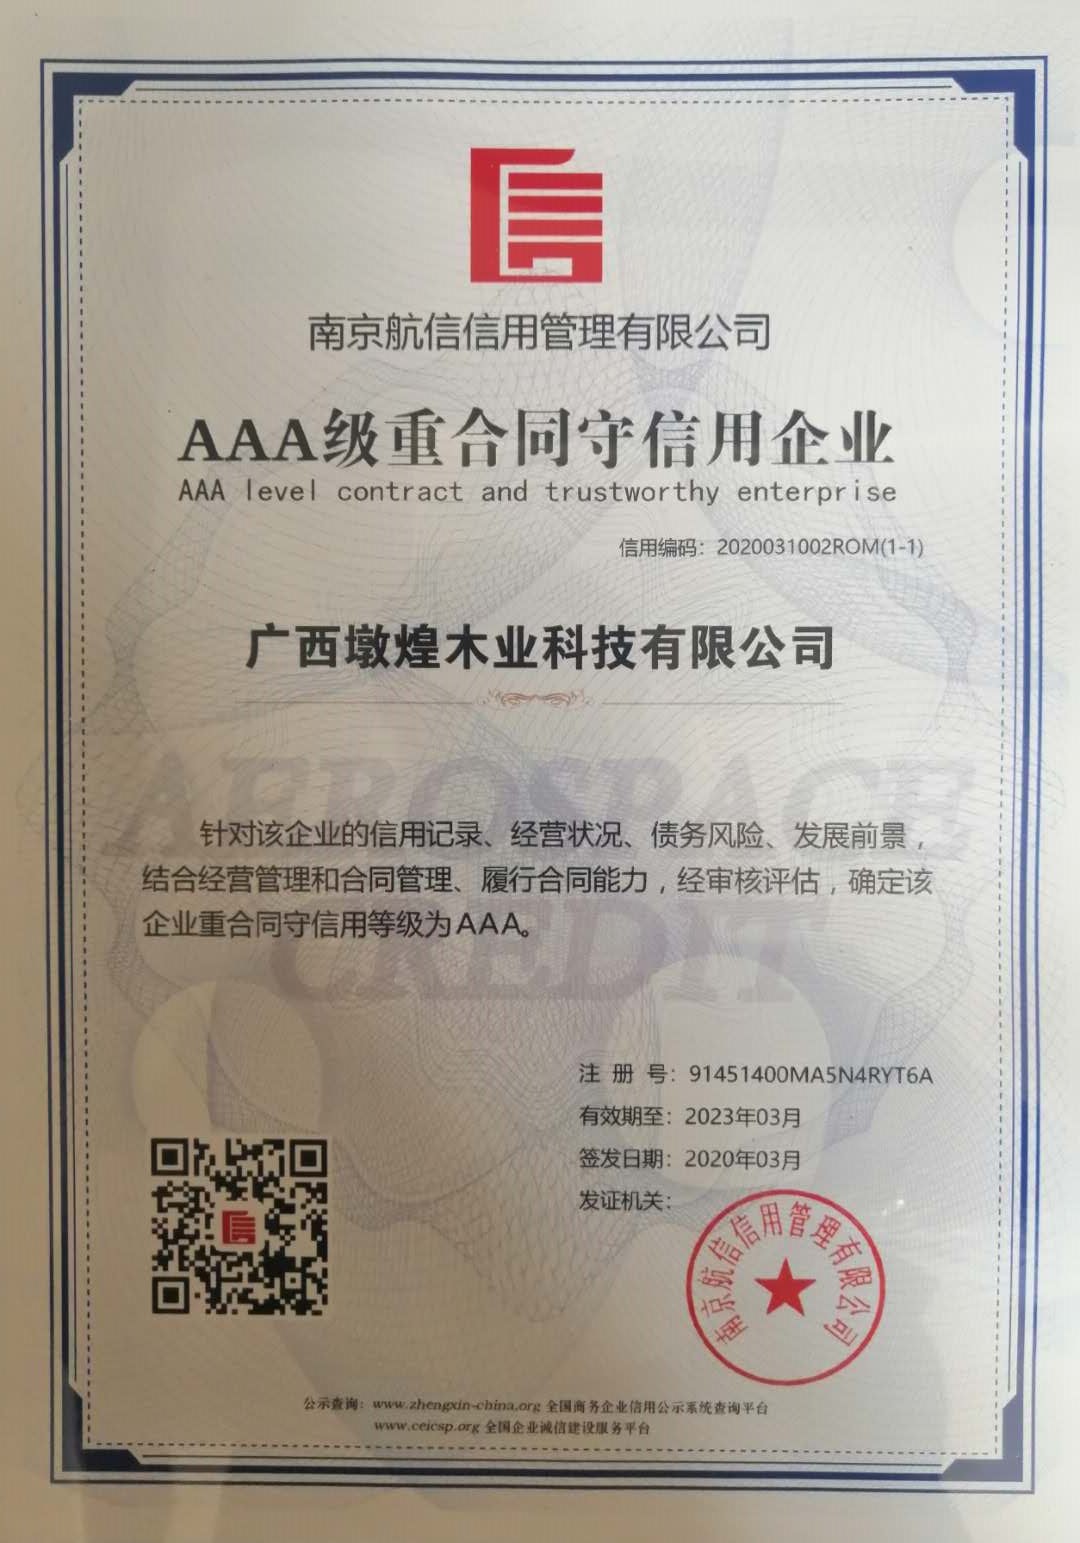 南京航信信用管理有限公司
AAA级重合同守信用企业
AAA level contract and trustworthy enterprise
信用编码：2020031002ROM(1-1)
广西墩煌木业科技有限公司
AEROSPACE
CREDIT
针对该企业的信用记录、经营状况、债务风险、发展前景，
结合经营管理和合同管理、履行合同能力，经审核评估，确定该
企业重合同守信用等级为AAA。
注 册 号：91451400MA5N4RYT6A
有效期至：2023年03月
签发日期：2020年03月
发证机关：
南京航信信用管理有限公司
公示查询：www.zhengxin-china.org 全国商务企业信用公示系统查询平台
www.ceicsp.org 全国企业诚信建设服务平台